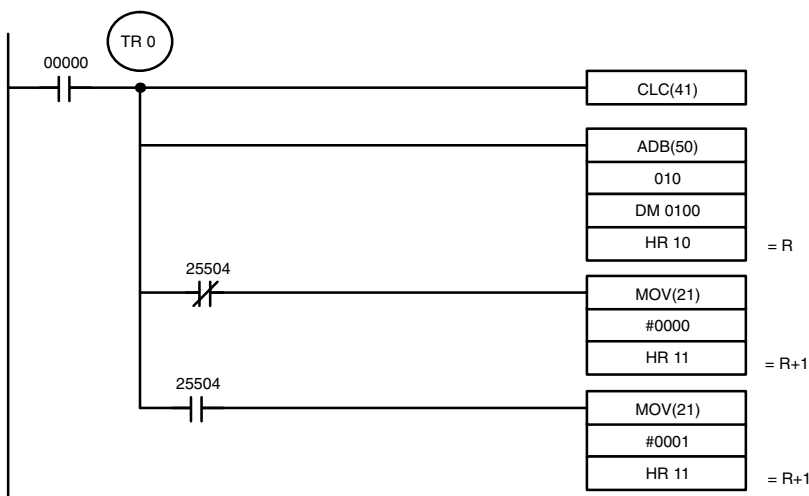 TR 0
00000
CLC(41)
ADB(50)
010
DM 0100
HR 10 = R
25504
MOV(21)
#0000
HR 11 = R+1
25504
MOV(21)
#0001
HR 11 = R+1